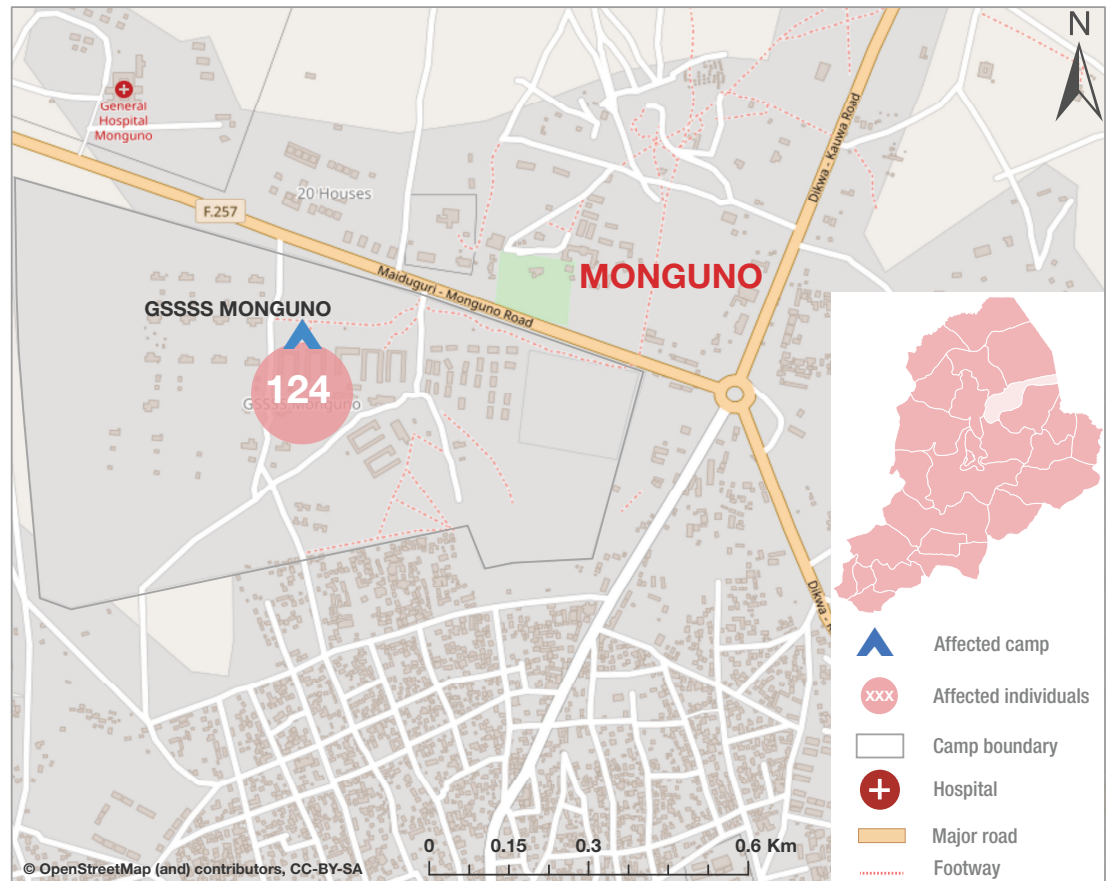 N
General
Hospital
Monguno
20 Houses
F.257
Dikwa - Kauwa Road
MONGUNO
Maiduguri - Monguno Road
GSSSS MONGUNO
124
GSSSS Monguno
Dikwa - R
Affected camp
xxx
Affected individuals
Camp boundary
Hospital
Major road
Footway
0 0.15 0.3 0.6 Km
© OpenStreetMap (and) contributors, CC-BY-SA